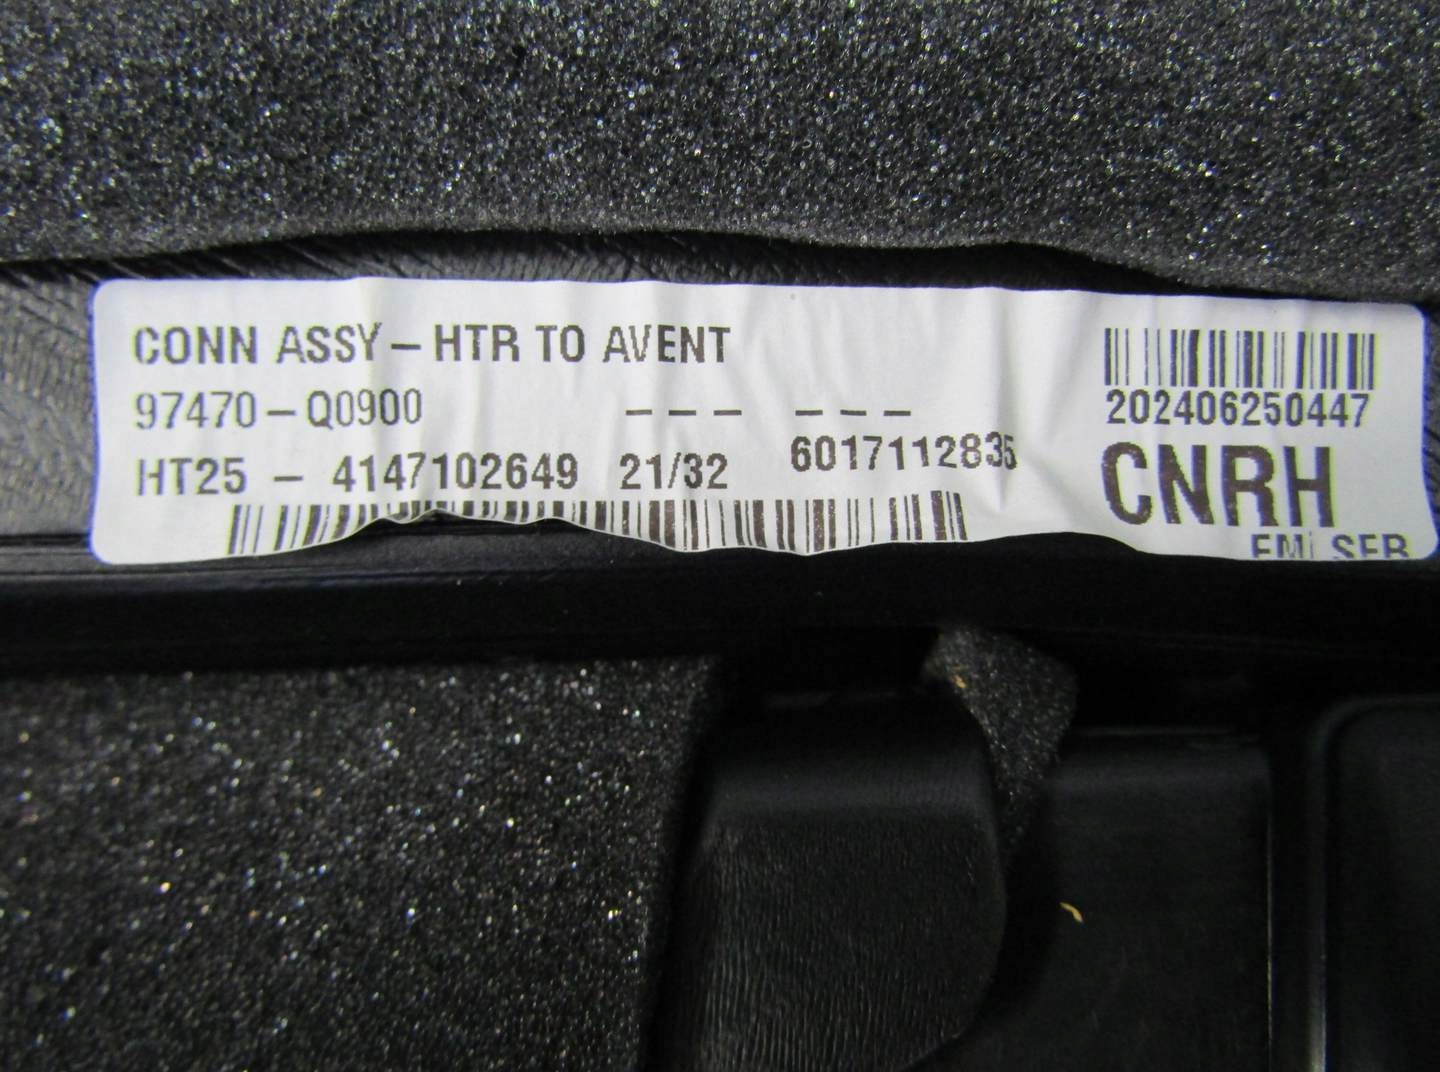 CONN ASSY – HTR TO AVENT
97470 – Q0900 – – – – – –
HT25 – 4147102649 21/32 6017112835
202406250447
CNRH